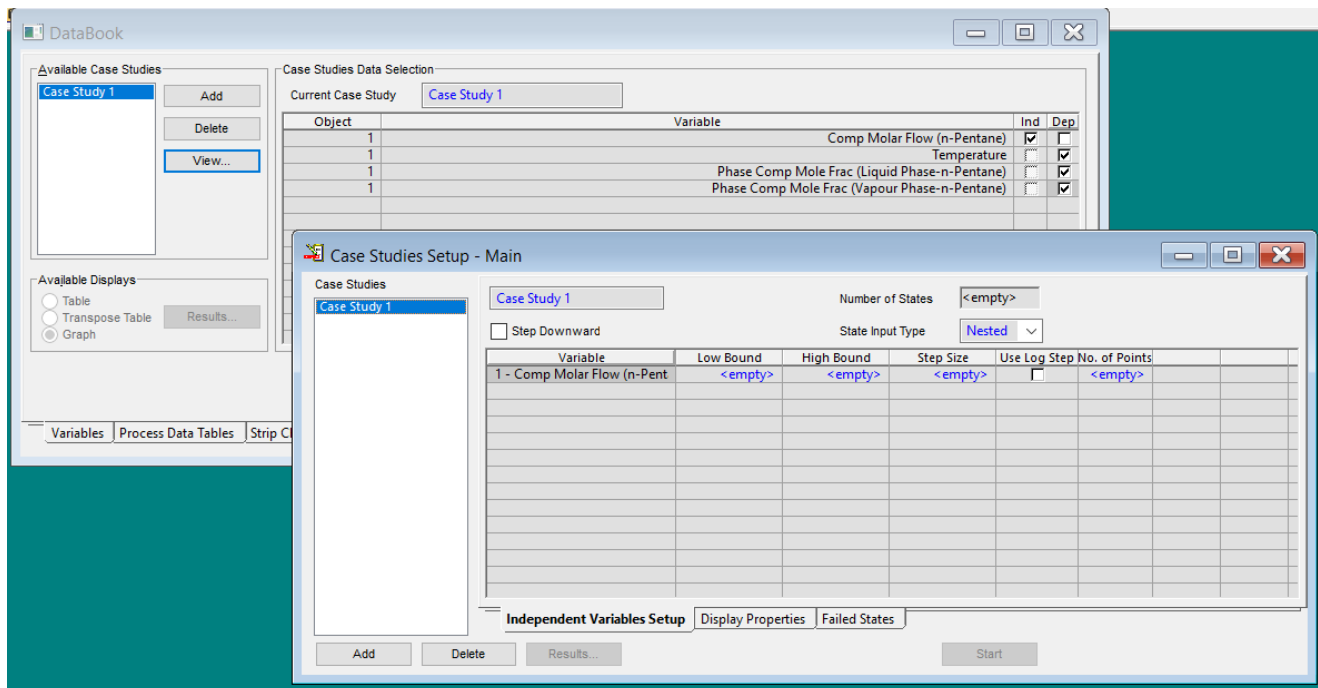 DataBook
Available Case Studies
Case Study 1
Add
Delete
View...
Case Studies Data Selection
Current Case Study Case Study 1
Object Variable Ind Dep
1 Comp Molar Flow (n-Pentane)
1 Temperature
1 Phase Comp Mole Frac (Liquid Phase-n-Pentane)
1 Phase Comp Mole Frac (Vapour Phase-n-Pentane)
Available Displays
Table
Transpose Table
Graph
Results...
Variables Process Data Tables Strip
Case Studies Setup - Main
Case Studies
Case Study 1
Case Study 1 Number of States <empty>
Step Downward State Input Type Nested
Variable Low Bound High Bound Step Size Use Log Step No. of Points
1 - Comp Molar Flow (n-Pent <empty> <empty> <empty> <empty>
Independent Variables Setup Display Properties Failed States
Add Delete Results... Start